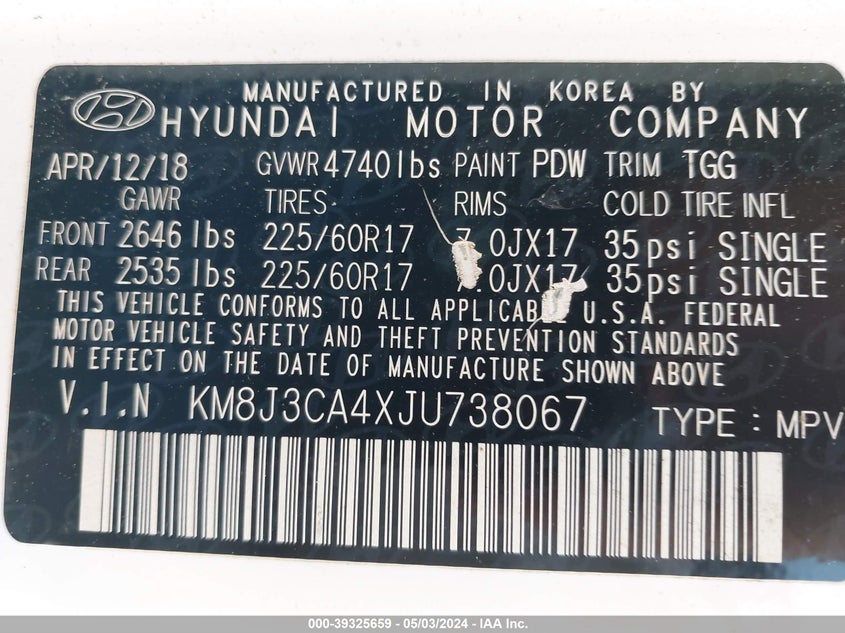 MANUFACTURED IN KOREA BY
HYUNDAI MOTOR COMPANY
APR/12/18 GVWR 4740lbs PAINT PDW TRIM TGG
GAWR TIRES RIMS COLD TIRE INFL
FRONT 2646 lbs 225/60R17 7.0JX17 35psi SINGLE
REAR 2535 lbs 225/60R17 .0JX17 35psi SINGLE
THIS VEHICLE CONFORMS TO ALL APPLICABLE U.S.A. FEDERAL
MOTOR VEHICLE SAFETY AND THEFT PREVENTION STANDARDS
IN EFFECT ON THE DATE OF MANUFACTURE SHOWN ABOVE.
V.I.N KM8J3CA4XJU738067 TYPE : MPV
000-39325659 - 05/03/2024 - IAA Inc.